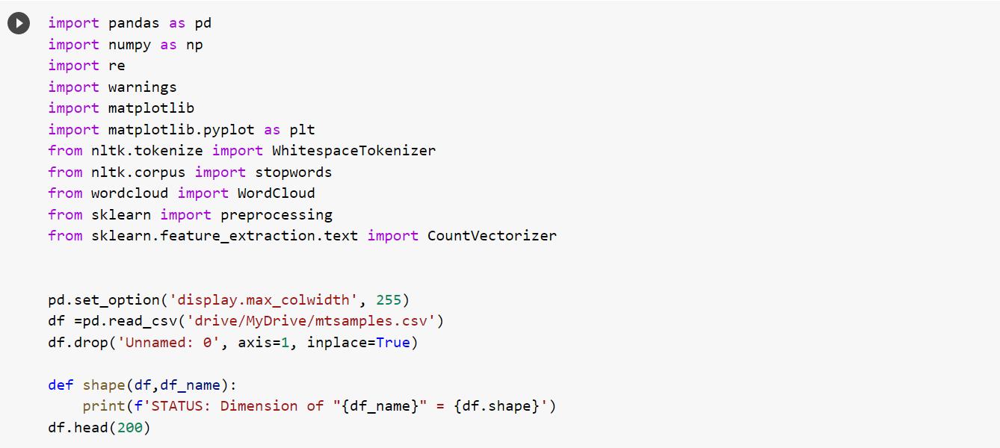 import pandas as pd
import numpy as np
import re
import warnings
import matplotlib
import matplotlib.pyplot as plt
from nltk.tokenize import WhitespaceTokenizer
from nltk.corpus import stopwords
from wordcloud import WordCloud
from sklearn import preprocessing
from sklearn.feature_extraction.text import CountVectorizer
pd.set_option('display.max_colwidth', 255)
df =pd.read_csv('drive/MyDrive/mtsamples.csv')
df.drop('Unnamed: 0', axis=1, inplace=True)
def shape(df,df_name):
    print(f'STATUS: Dimension of "{df_name}" = {df.shape}')
df.head(200)